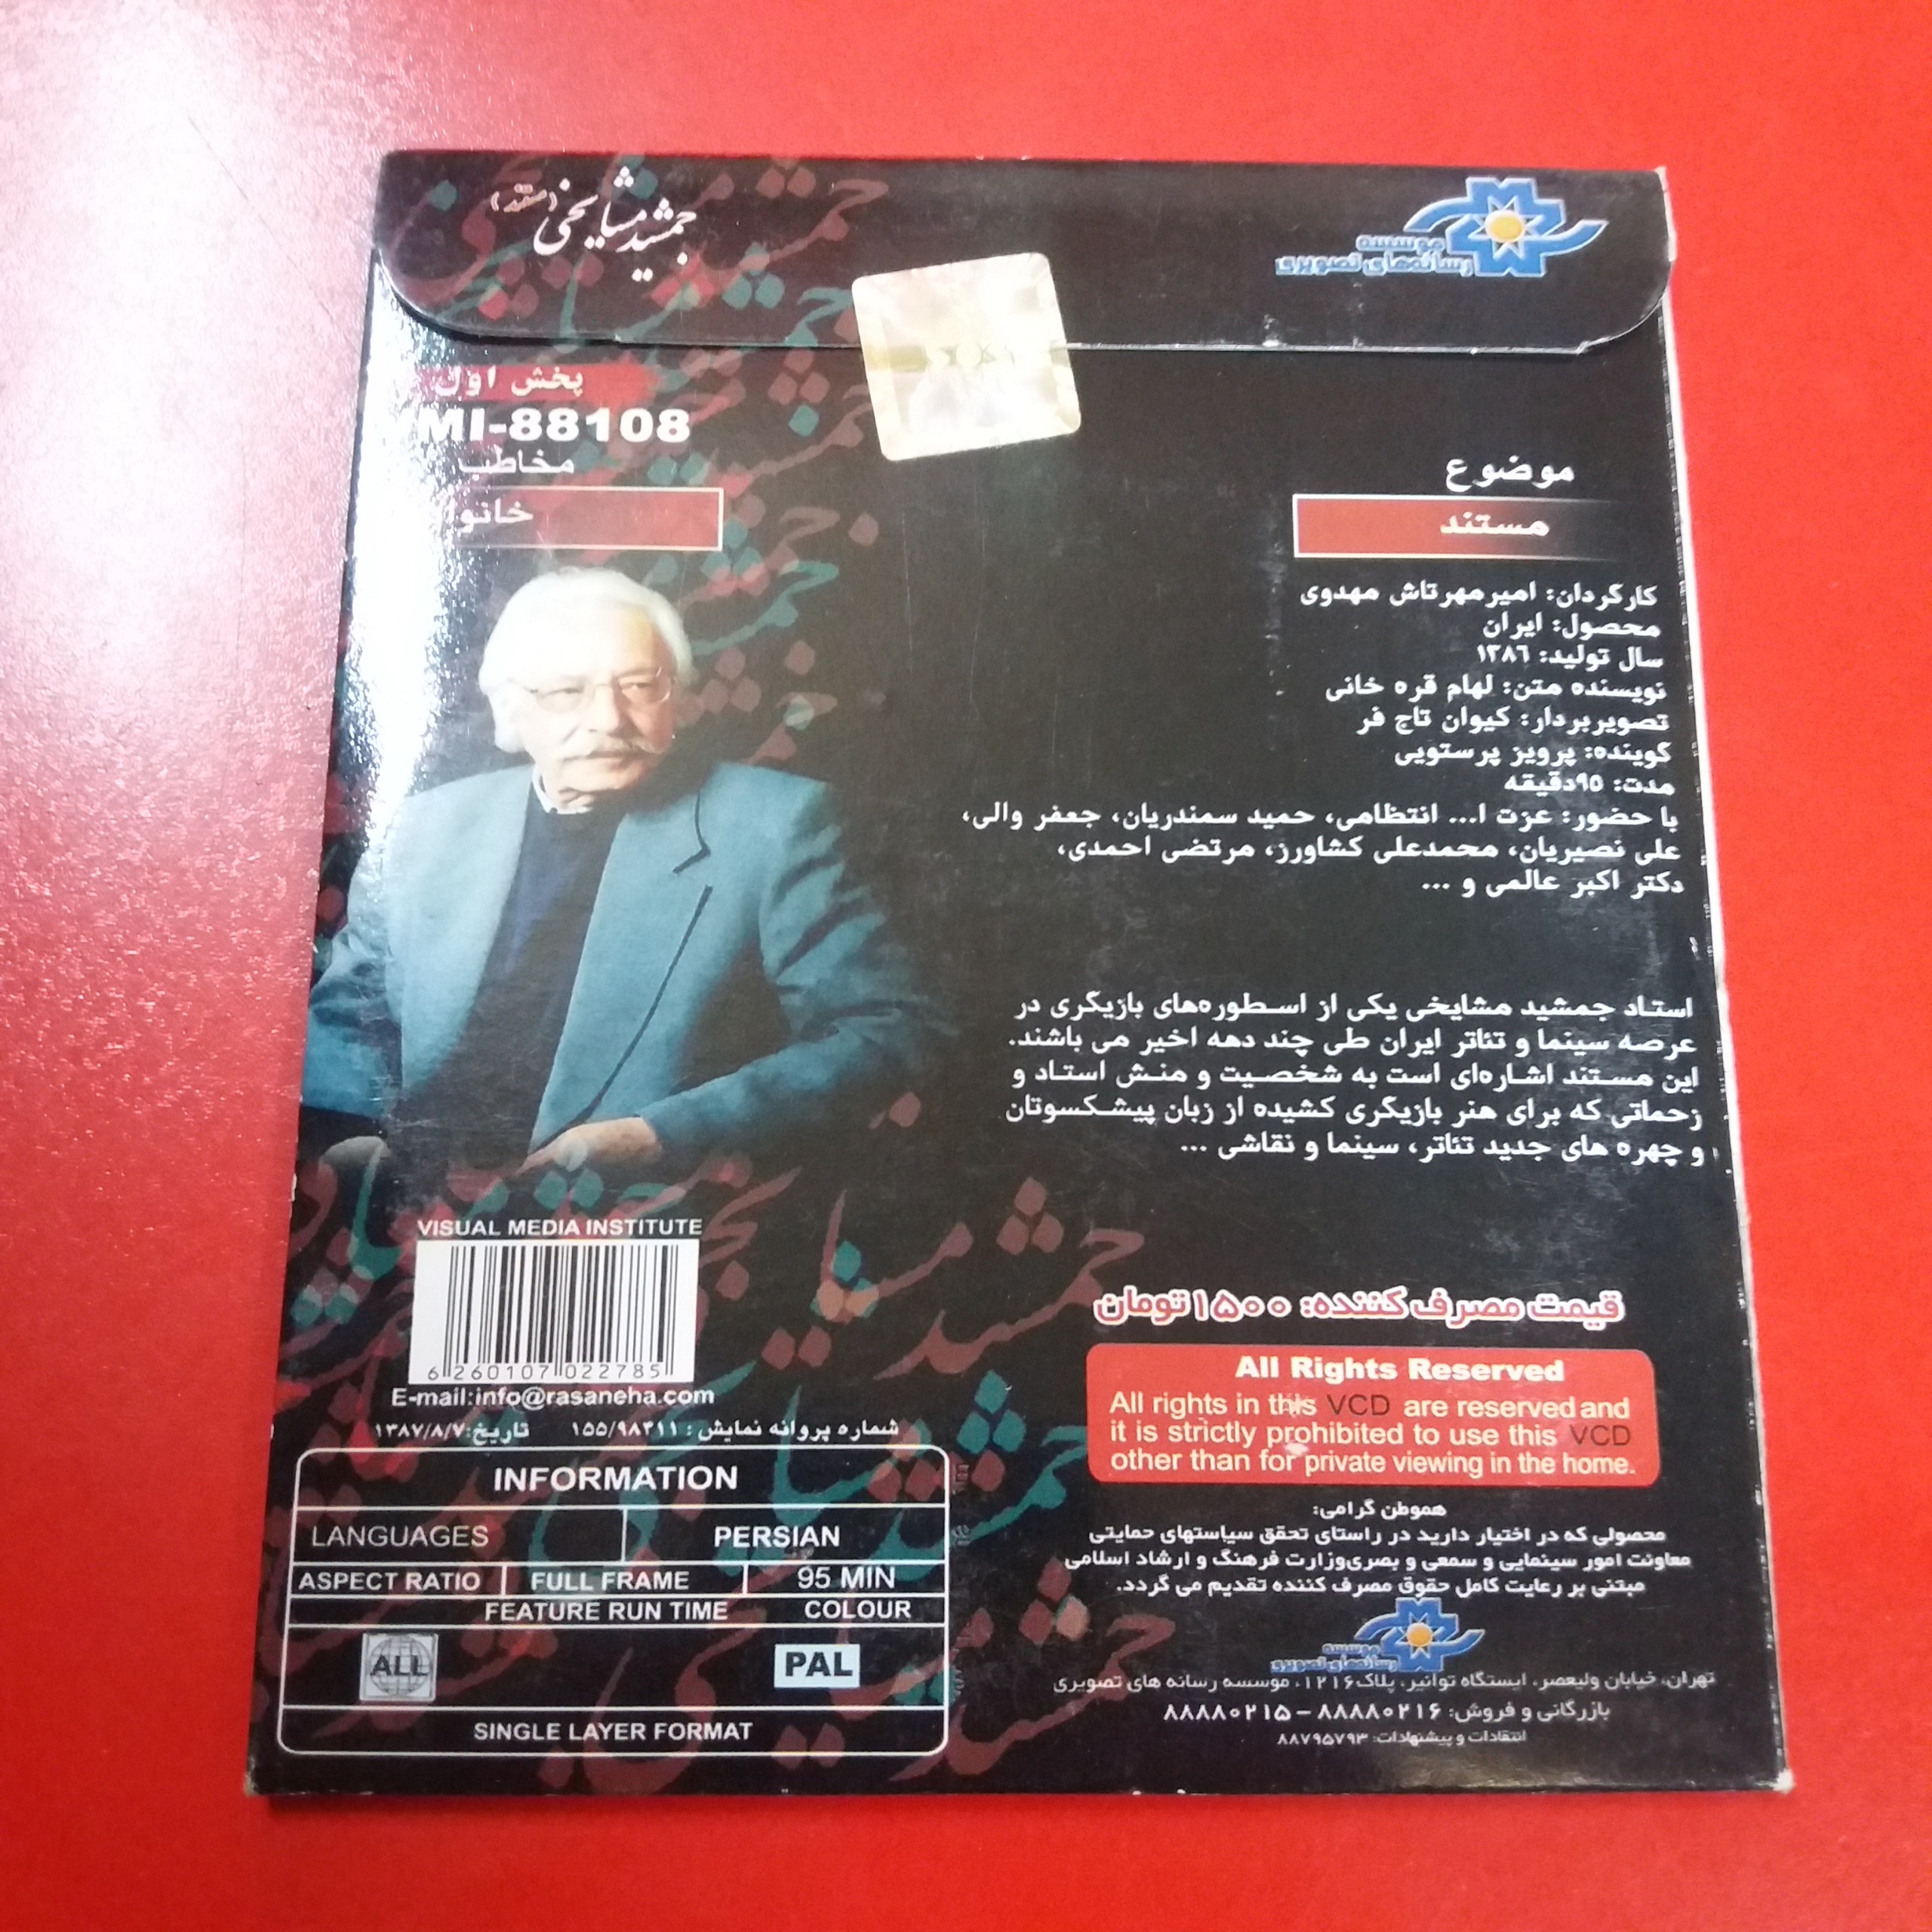 جمشید مشایخی (مستند)
موسسه
رسانه‌های تصویری
پخش اول
MI-88108
مخاطب
موضوع
مستند
کارگردان: امیرمهرتاش مهدوی
محصول: ایران
سال تولید: ۱۳۸۶
نویسنده متن: لهام قره خانی
تصویربردار: کیوان تاج فر
گوینده: پرویز پرستویی
مدت: ۹۵دقیقه
با حضور: عزت ا... انتظامی، حمید سمندریان، جعفر والی،
علی نصیریان، محمدعلی کشاورز، مرتضی احمدی،
دکتر اکبر عالمی و ...
استاد جمشید مشایخی یکی از اسطوره‌های بازیگری در
عرصه سینما و تئاتر ایران طی چند دهه اخیر می باشند.
این مستند اشاره‌ای است به شخصیت و منش استاد و
زحماتی که برای هنر بازیگری کشیده از زبان پیشکسوتان
و چهره های جدید تئاتر، سینما و نقاشی ...
VISUAL MEDIA INSTITUTE
6 260107 022785
E-mail:info@rasaneha.com
شماره پروانه نمایش : ۱۵۵/۹۸۳۱۱ تاریخ:۱۳۸۷/۸/۷
INFORMATION
LANGUAGES PERSIAN
ASPECT RATIO FULL FRAME 95 MIN
FEATURE RUN TIME COLOUR
ALL PAL
SINGLE LAYER FORMAT
قیمت مصرف کننده: ۱۵۰۰ تومان
All Rights Reserved
All rights in this VCD are reserved and
it is strictly prohibited to use this VCD
other than for private viewing in the home.
هموطن گرامی:
محصولی که در اختیار دارید در راستای تحقق سیاستهای حمایتی
معاونت امور سینمایی و سمعی و بصری‌وزارت فرهنگ و ارشاد اسلامی
مبتنی بر رعایت کامل حقوق مصرف کننده تقدیم می گردد.
موسسه
رسانه‌های تصویری
تهران، خیابان ولیعصر، ایستگاه توانیر، پلاک۱۲۱۶، موسسه رسانه های تصویری
بازرگانی و فروش: ۸۸۸۸۰۲۱۶ – ۸۸۸۸۰۲۱۵
انتقادات و پیشنهادات: ۸۸۷۹۵۷۹۳